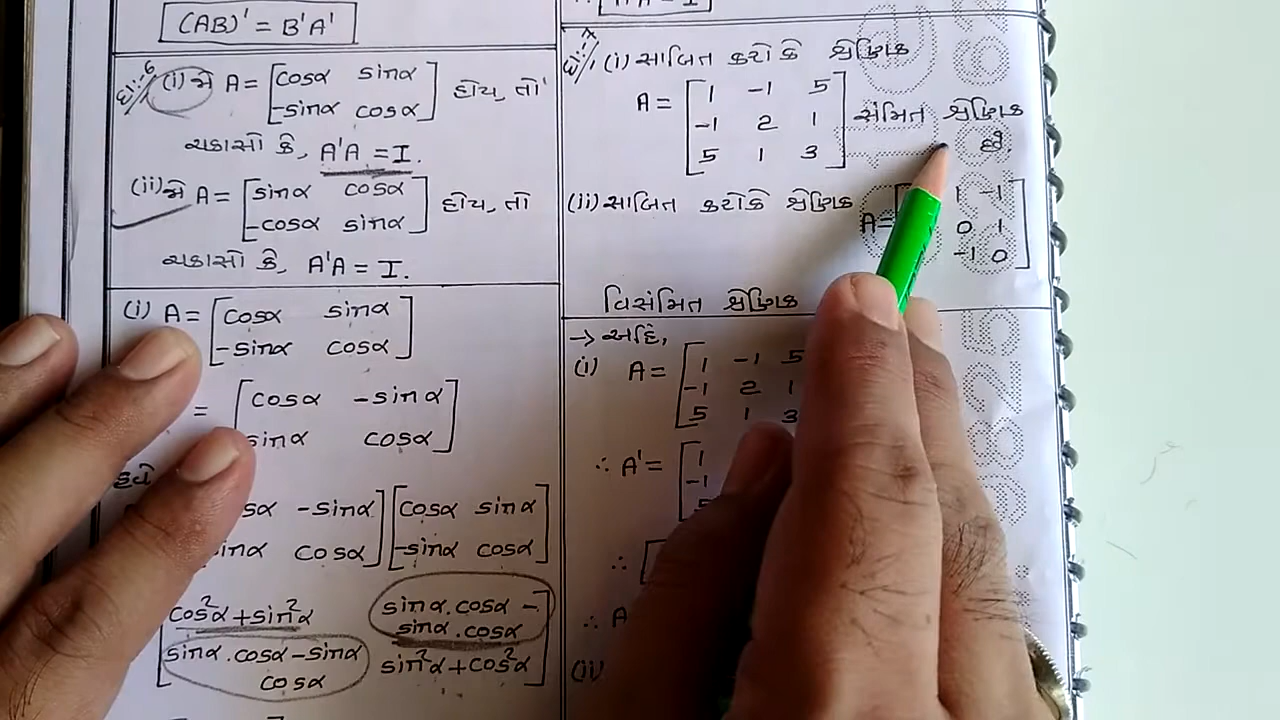 (AB)' = B'A'
દા.-6 (i) જો A = [cosα sinα
-sinα cosα] હોય, તો
ચકાસો કે, A'A = I.
(ii) જો A = [sinα cosα
-cosα sinα] હોય, તો
ચકાસો કે, A'A = I.
(i) A = [cosα sinα
-sinα cosα]
= [cosα -sinα
sinα cosα]
હવે
-sinα] [cosα sinα
cosα] [-sinα cosα]
[cos²α+sin²α sinα.cosα - sinα.cosα
sinα.cosα-sinα cosα sin²α+cos²α]
દા.-7 (i) સાબિત કરો કે શ્રેણિક
A = [1 -1 5
-1 2 1
5 1 3] સંમિત શ્રેણિક
છે.
(ii) સાબિત કરોકે શ્રેણિક
A = [ 1 -1
0 1
-1 0]
વિસંમિત શ્રેણિક
→ અહિં,
(i) A = [1 -1 5
-1 2 1
5 1 3
∴ A' = [1
-1
5
∴ [
∴ A
(ii)